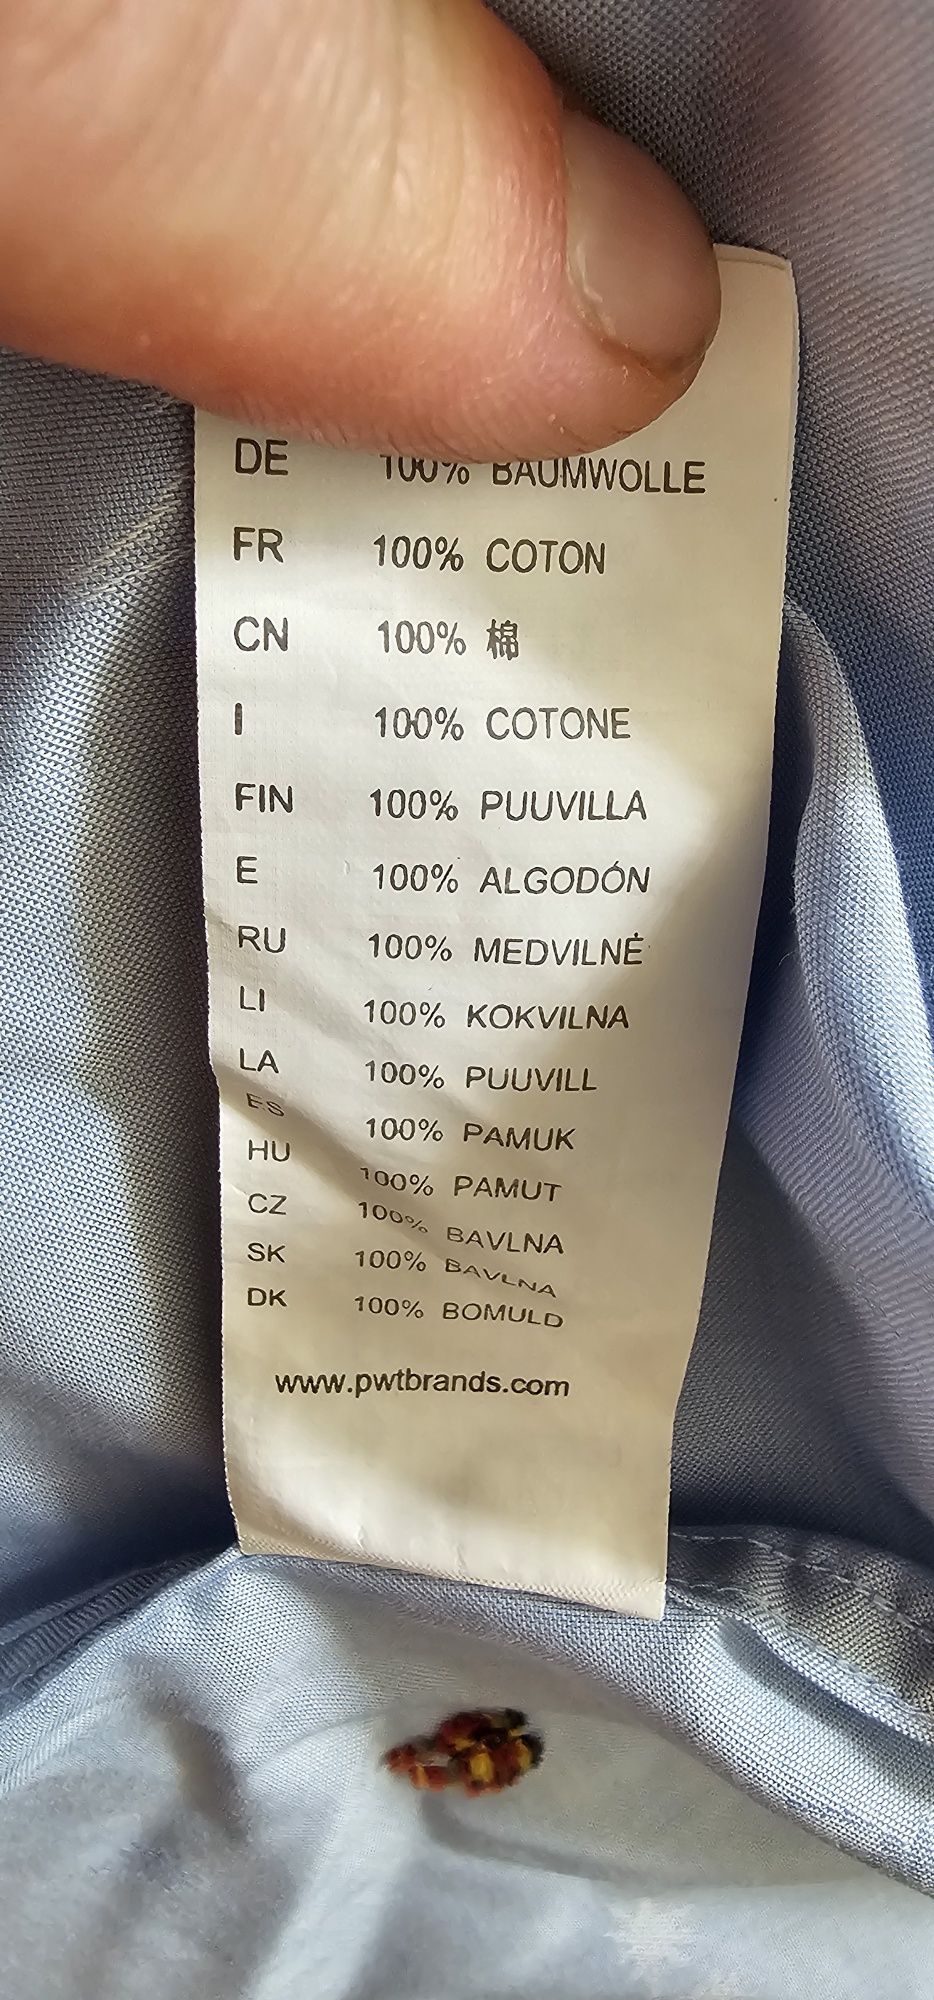 DE 100% BAUMWOLLE
FR 100% COTON
CN 100% 棉
I 100% COTONE
FIN 100% PUUVILLA
E 100% ALGODÓN
RU 100% MEDVILNĖ
LI 100% KOKVILNA
LA 100% PUUVILL
ES 100% PAMUK
HU 100% PAMUT
CZ 100% BAVLNA
SK 100% BAVLNA
DK 100% BOMULD
www.pwtbrands.com